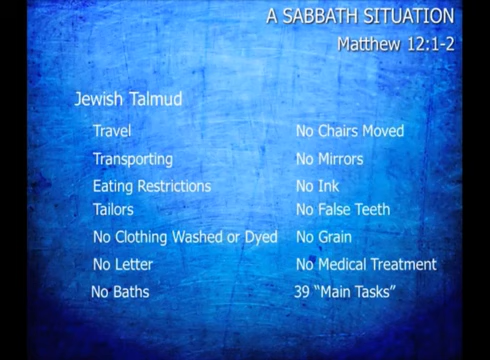 A SABBATH SITUATION
Matthew 12:1-2
Jewish Talmud
Travel
Transporting
Eating Restrictions
Tailors
No Clothing Washed or Dyed
No Letter
No Baths
No Chairs Moved
No Mirrors
No Ink
No False Teeth
No Grain
No Medical Treatment
39 “Main Tasks”